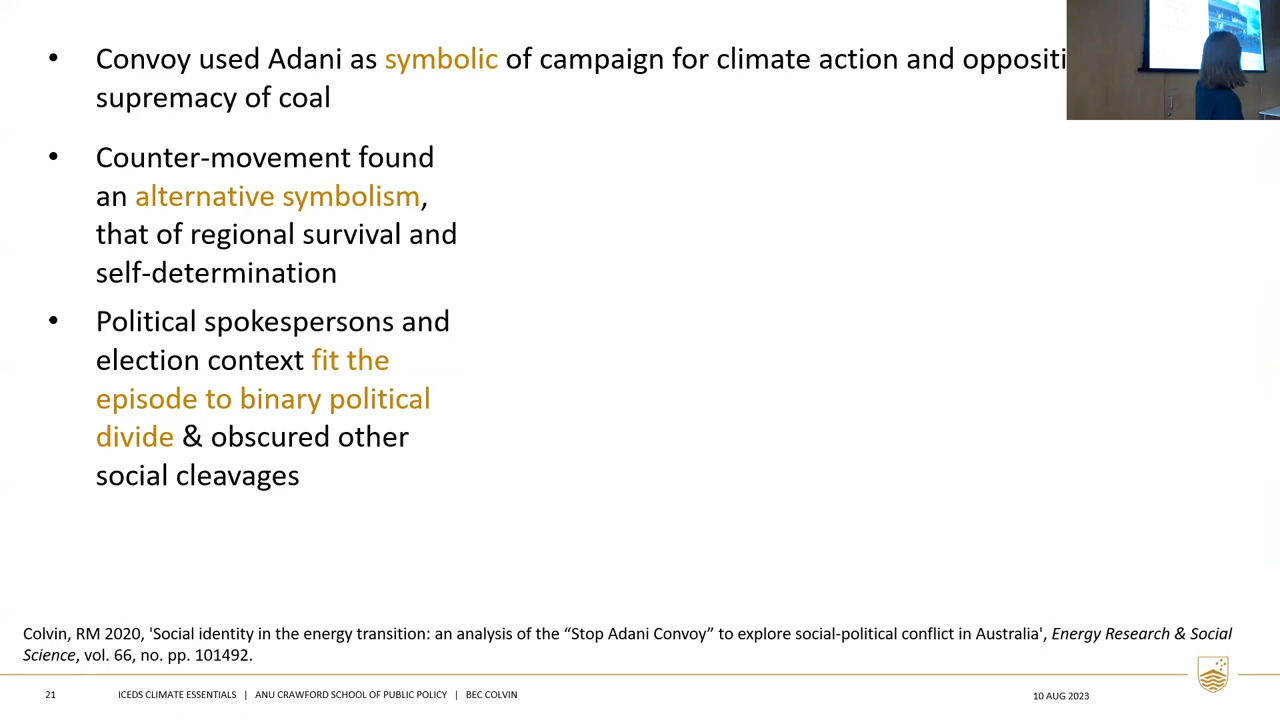 • Convoy used Adani as symbolic of campaign for climate action and oppositi
supremacy of coal
• Counter-movement found
an alternative symbolism,
that of regional survival and
self-determination
• Political spokespersons and
election context fit the
episode to binary political
divide & obscured other
social cleavages
Colvin, RM 2020, 'Social identity in the energy transition: an analysis of the “Stop Adani Convoy” to explore social-political conflict in Australia', Energy Research & Social
Science, vol. 66, no. pp. 101492.
21 ICEDS CLIMATE ESSENTIALS | ANU CRAWFORD SCHOOL OF PUBLIC POLICY | BEC COLVIN 10 AUG 2023